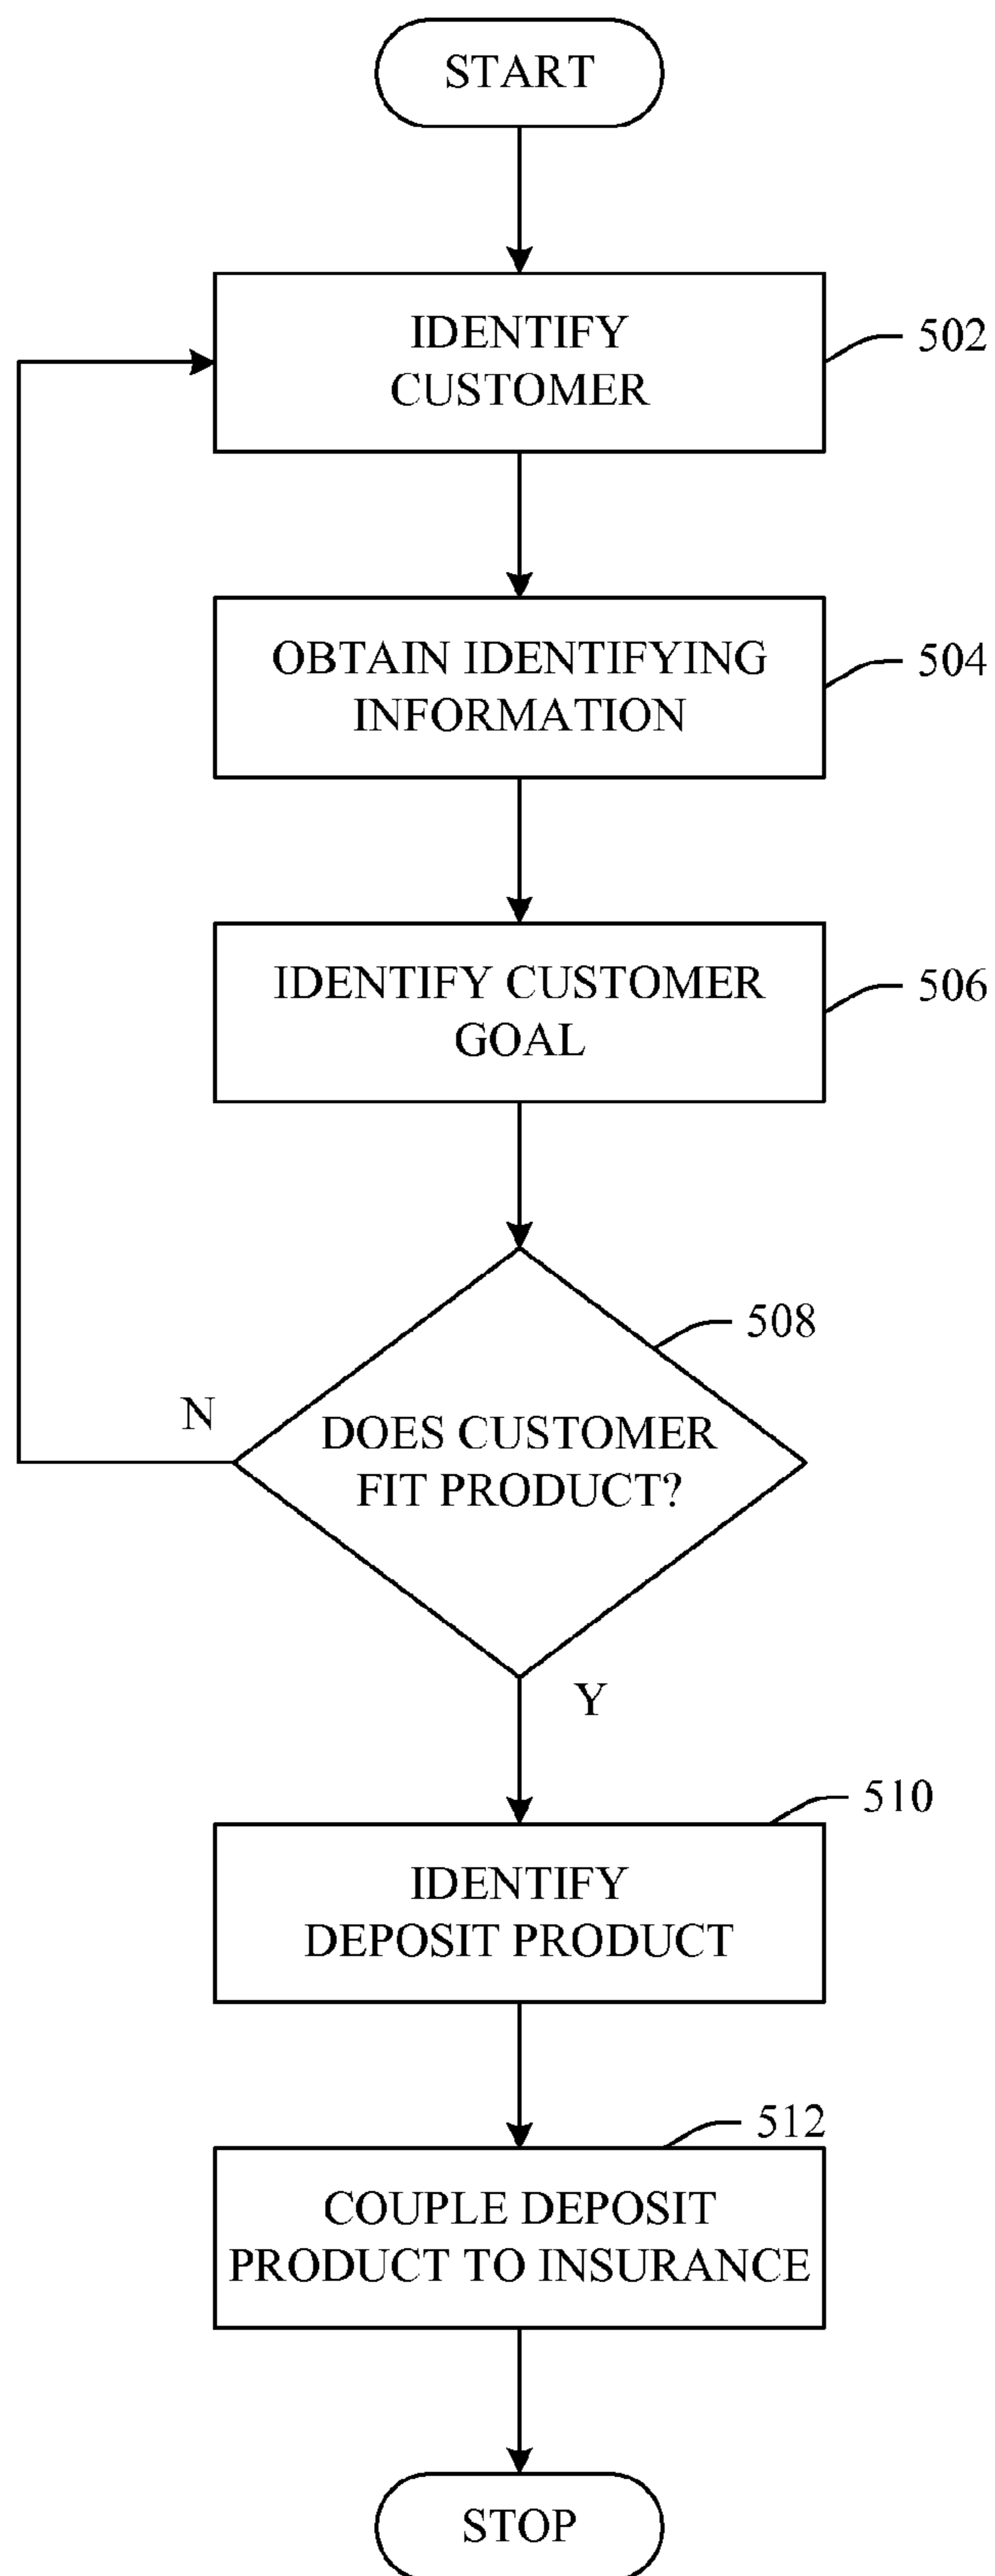 START
IDENTIFY
CUSTOMER
502
OBTAIN IDENTIFYING
INFORMATION
504
IDENTIFY CUSTOMER
GOAL
506
508
N
DOES CUSTOMER
FIT PRODUCT?
Y
510
IDENTIFY
DEPOSIT PRODUCT
512
COUPLE DEPOSIT
PRODUCT TO INSURANCE
STOP